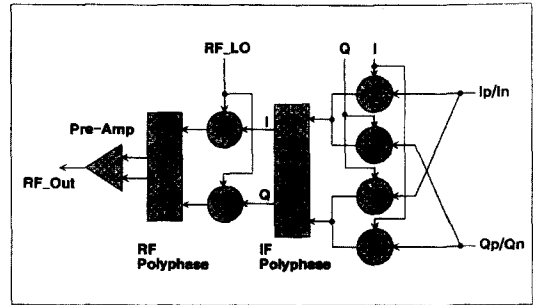 RF_LO
Q I
Ip/In
Pre-Amp
I
RF_Out
Q
Qp/Qn
RF
Polyphase
IF
Polyphase